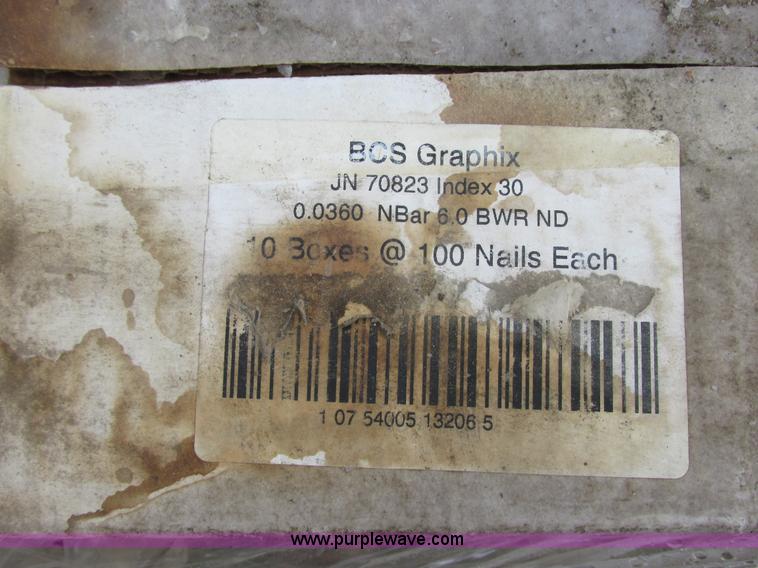 BCS Graphix
JN 70823 Index 30
0.0360 NBar 6.0 BWR ND
10 Boxes @ 100 Nails Each
1 07 54005 13206 5
www.purplewave.com